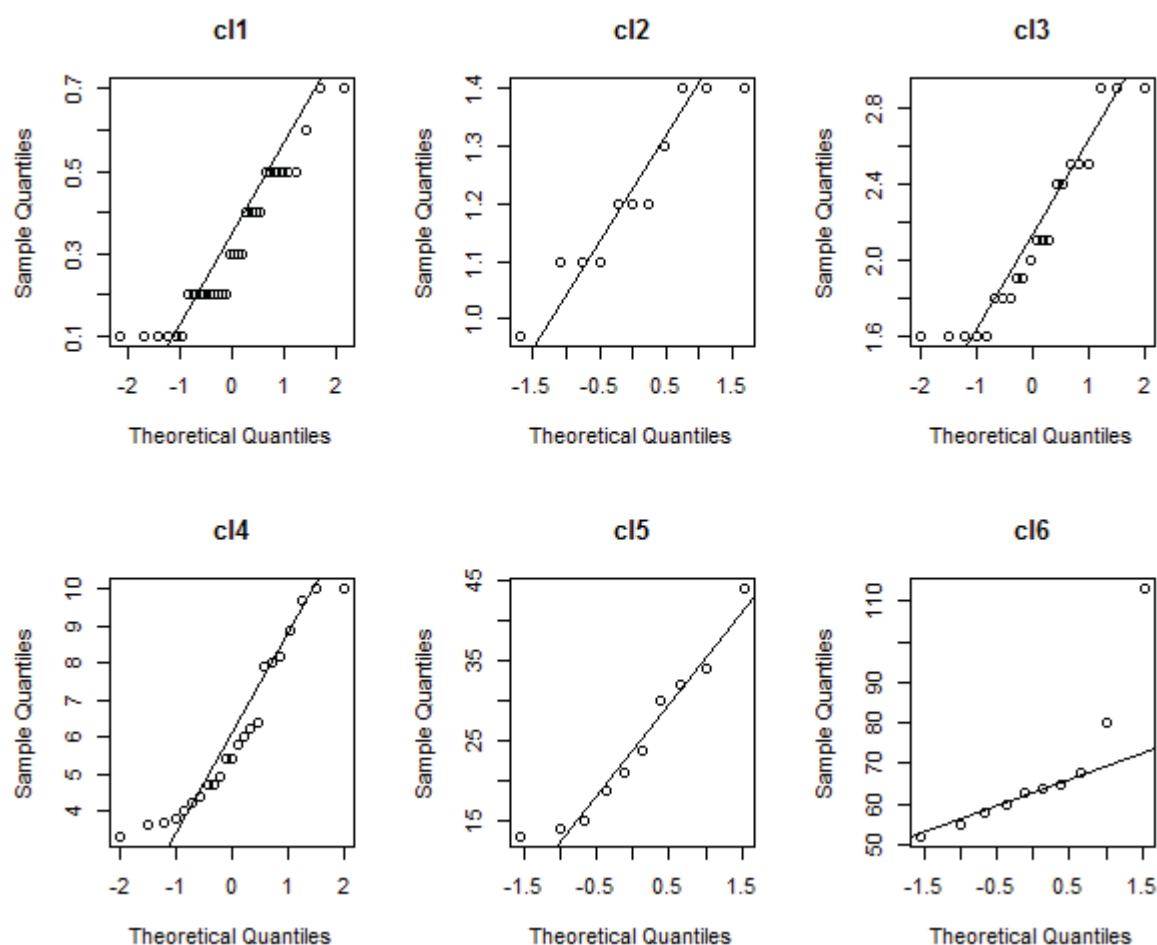 cl1
cl2
cl3
Sample Quantiles
0.1 0.3 0.5 0.7
-2 -1 0 1 2
Theoretical Quantiles
Sample Quantiles
1.0 1.1 1.2 1.3 1.4
-1.5 -0.5 0.5 1.5
Theoretical Quantiles
Sample Quantiles
1.6 2.0 2.4 2.8
-2 -1 0 1 2
Theoretical Quantiles
cl4
cl5
cl6
Sample Quantiles
4 5 6 7 8 9 10
-2 -1 0 1 2
Theoretical Quantiles
Sample Quantiles
15 25 35 45
-1.5 -0.5 0.5 1.5
Theoretical Quantiles
Sample Quantiles
50 60 70 80 90 110
-1.5 -0.5 0.5 1.5
Theoretical Quantiles